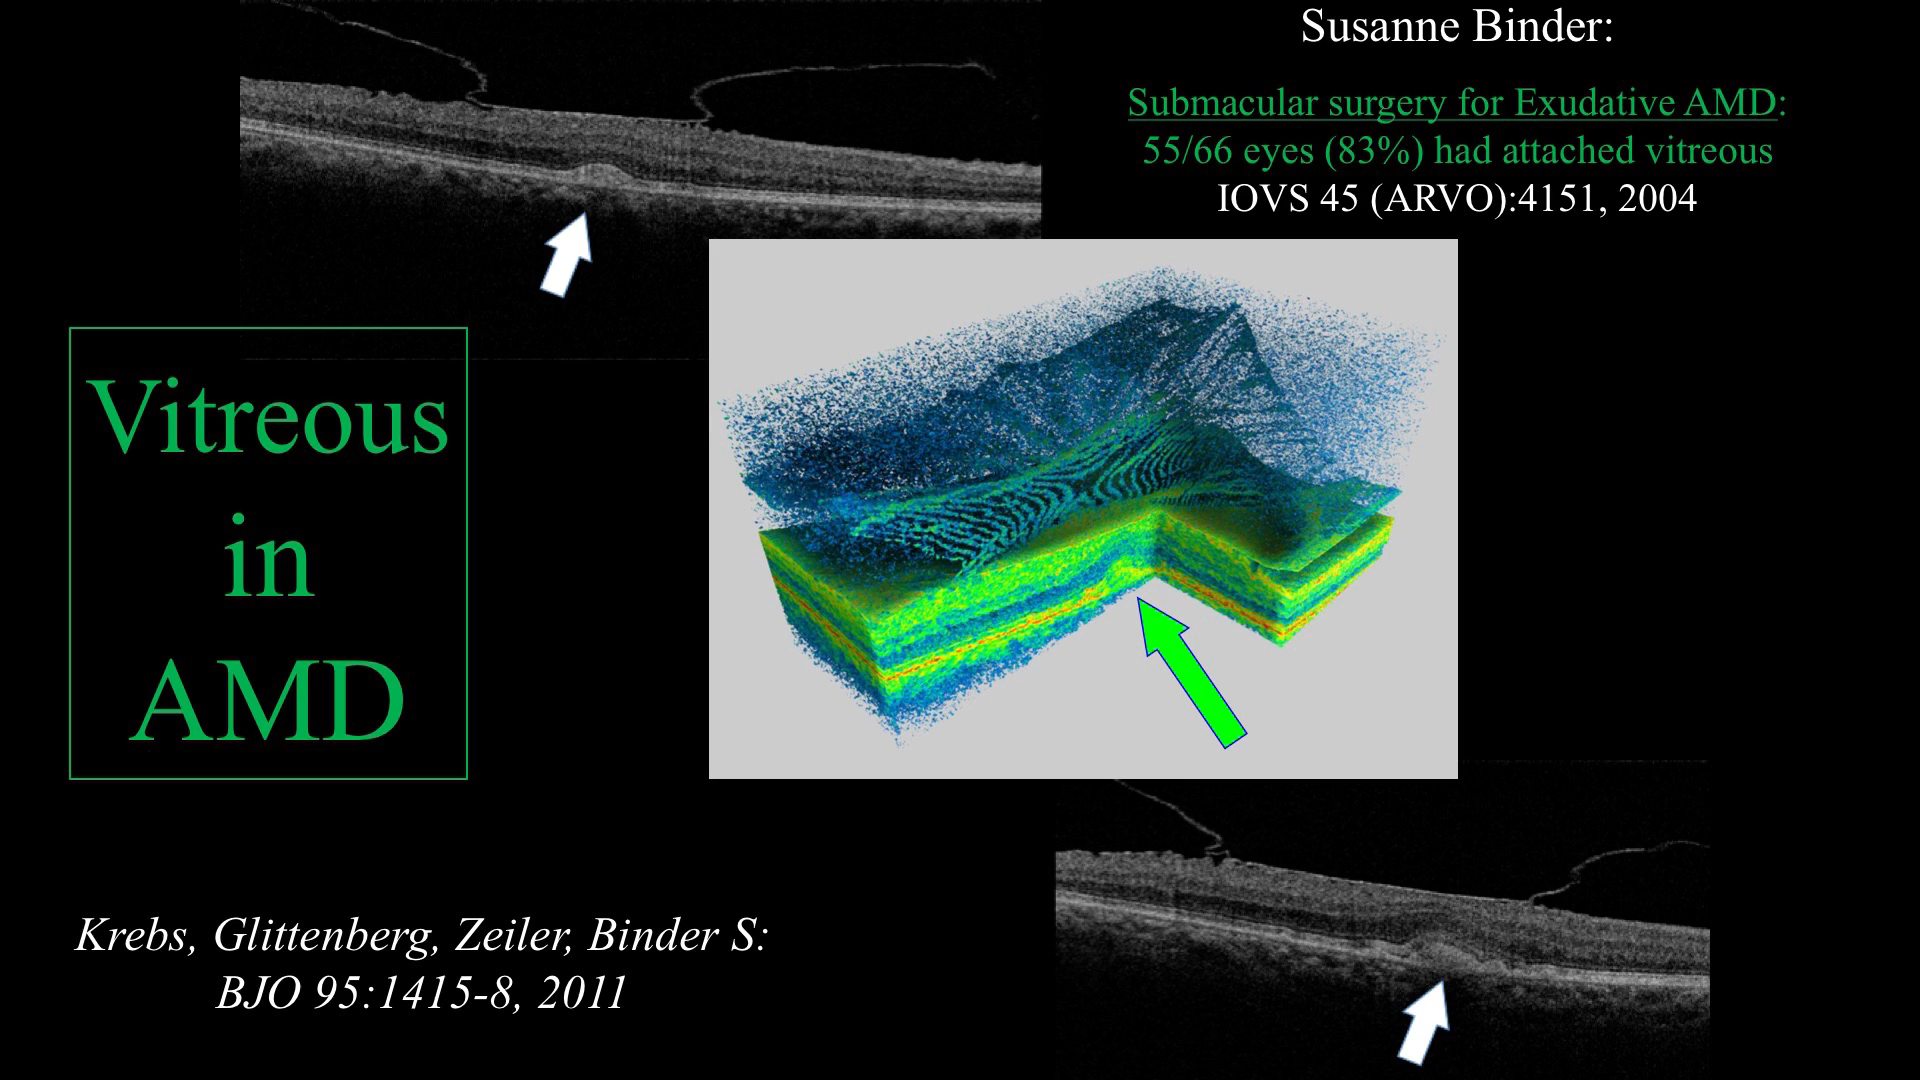 Susanne Binder:
Submacular surgery for Exudative AMD:
55/66 eyes (83%) had attached vitreous
IOVS 45 (ARVO):4151, 2004
Vitreous
in
AMD
Krebs, Glittenberg, Zeiler, Binder S:
BJO 95:1415-8, 2011